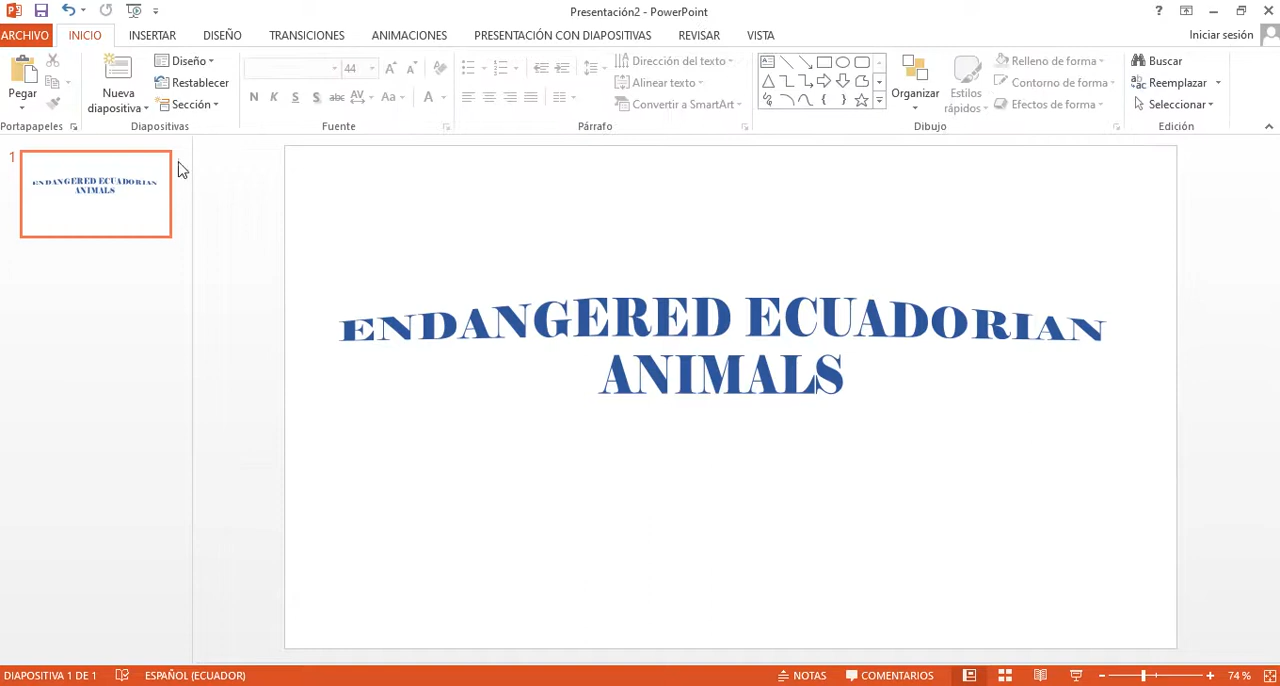 Presentación2 - PowerPoint
?
ARCHIVO INICIO INSERTAR DISEÑO TRANSICIONES ANIMACIONES PRESENTACIÓN CON DIAPOSITIVAS REVISAR VISTA Iniciar sesión
Pegar
Portapapeles
Nueva
diapositiva
Diseño
Restablecer
Sección
Diapositivas
44
N K S S abc AV Aa A
Fuente
Dirección del texto
Alinear texto
Convertir a SmartArt
Párrafo
Organizar
Estilos
rápidos
Relleno de forma
Contorno de forma
Efectos de forma
Dibujo
Buscar
Reemplazar
Seleccionar
Edición
1
ENDANGERED ECUADORIAN
ANIMALS
ENDANGERED ECUADORIAN
ANIMALS
DIAPOSITIVA 1 DE 1 ESPAÑOL (ECUADOR) NOTAS COMENTARIOS 74 %